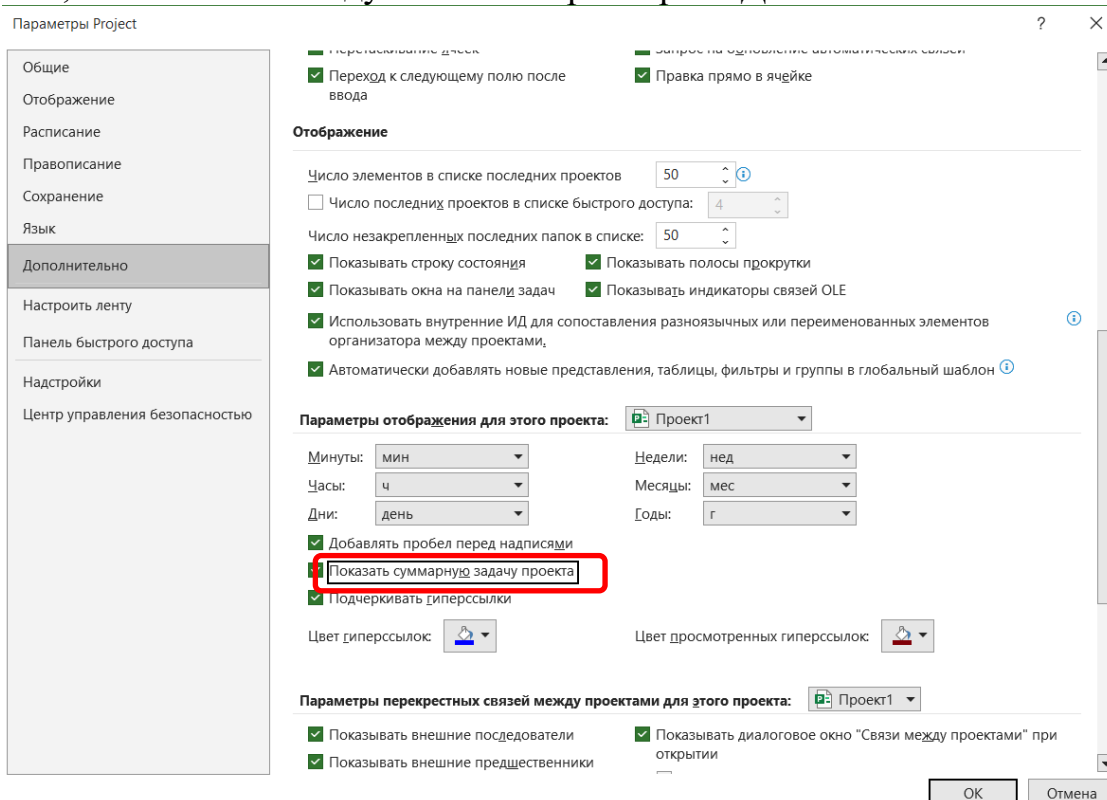 Параметры Project
?
Общие
Отображение
Расписание
Правописание
Сохранение
Язык
Дополнительно
Настроить ленту
Панель быстрого доступа
Надстройки
Центр управления безопасностью
Переход к следующему полю после ввода
Правка прямо в ячейке
Отображение
Число элементов в списке последних проектов 50
Число последних проектов в списке быстрого доступа: 4
Число незакрепленных последних папок в списке: 50
Показывать строку состояния Показывать полосы прокрутки
Показывать окна на панели задач Показывать индикаторы связей OLE
Использовать внутренние ИД для сопоставления разноязычных или переименованных элементов
организатора между проектами.
Автоматически добавлять новые представления, таблицы, фильтры и группы в глобальный шаблон
Параметры отображения для этого проекта: Проект1
Минуты: мин Недели: нед
Часы: ч Месяцы: мес
Дни: день Годы: г
Добавлять пробел перед надписями
Показать суммарную задачу проекта
Подчеркивать гиперссылки
Цвет гиперссылок: Цвет просмотренных гиперссылок:
Параметры перекрестных связей между проектами для этого проекта: Проект1
Показывать внешние последователи
Показывать диалоговое окно "Связи между проектами" при
открытии
Показывать внешние предшественники
ОК Отмена